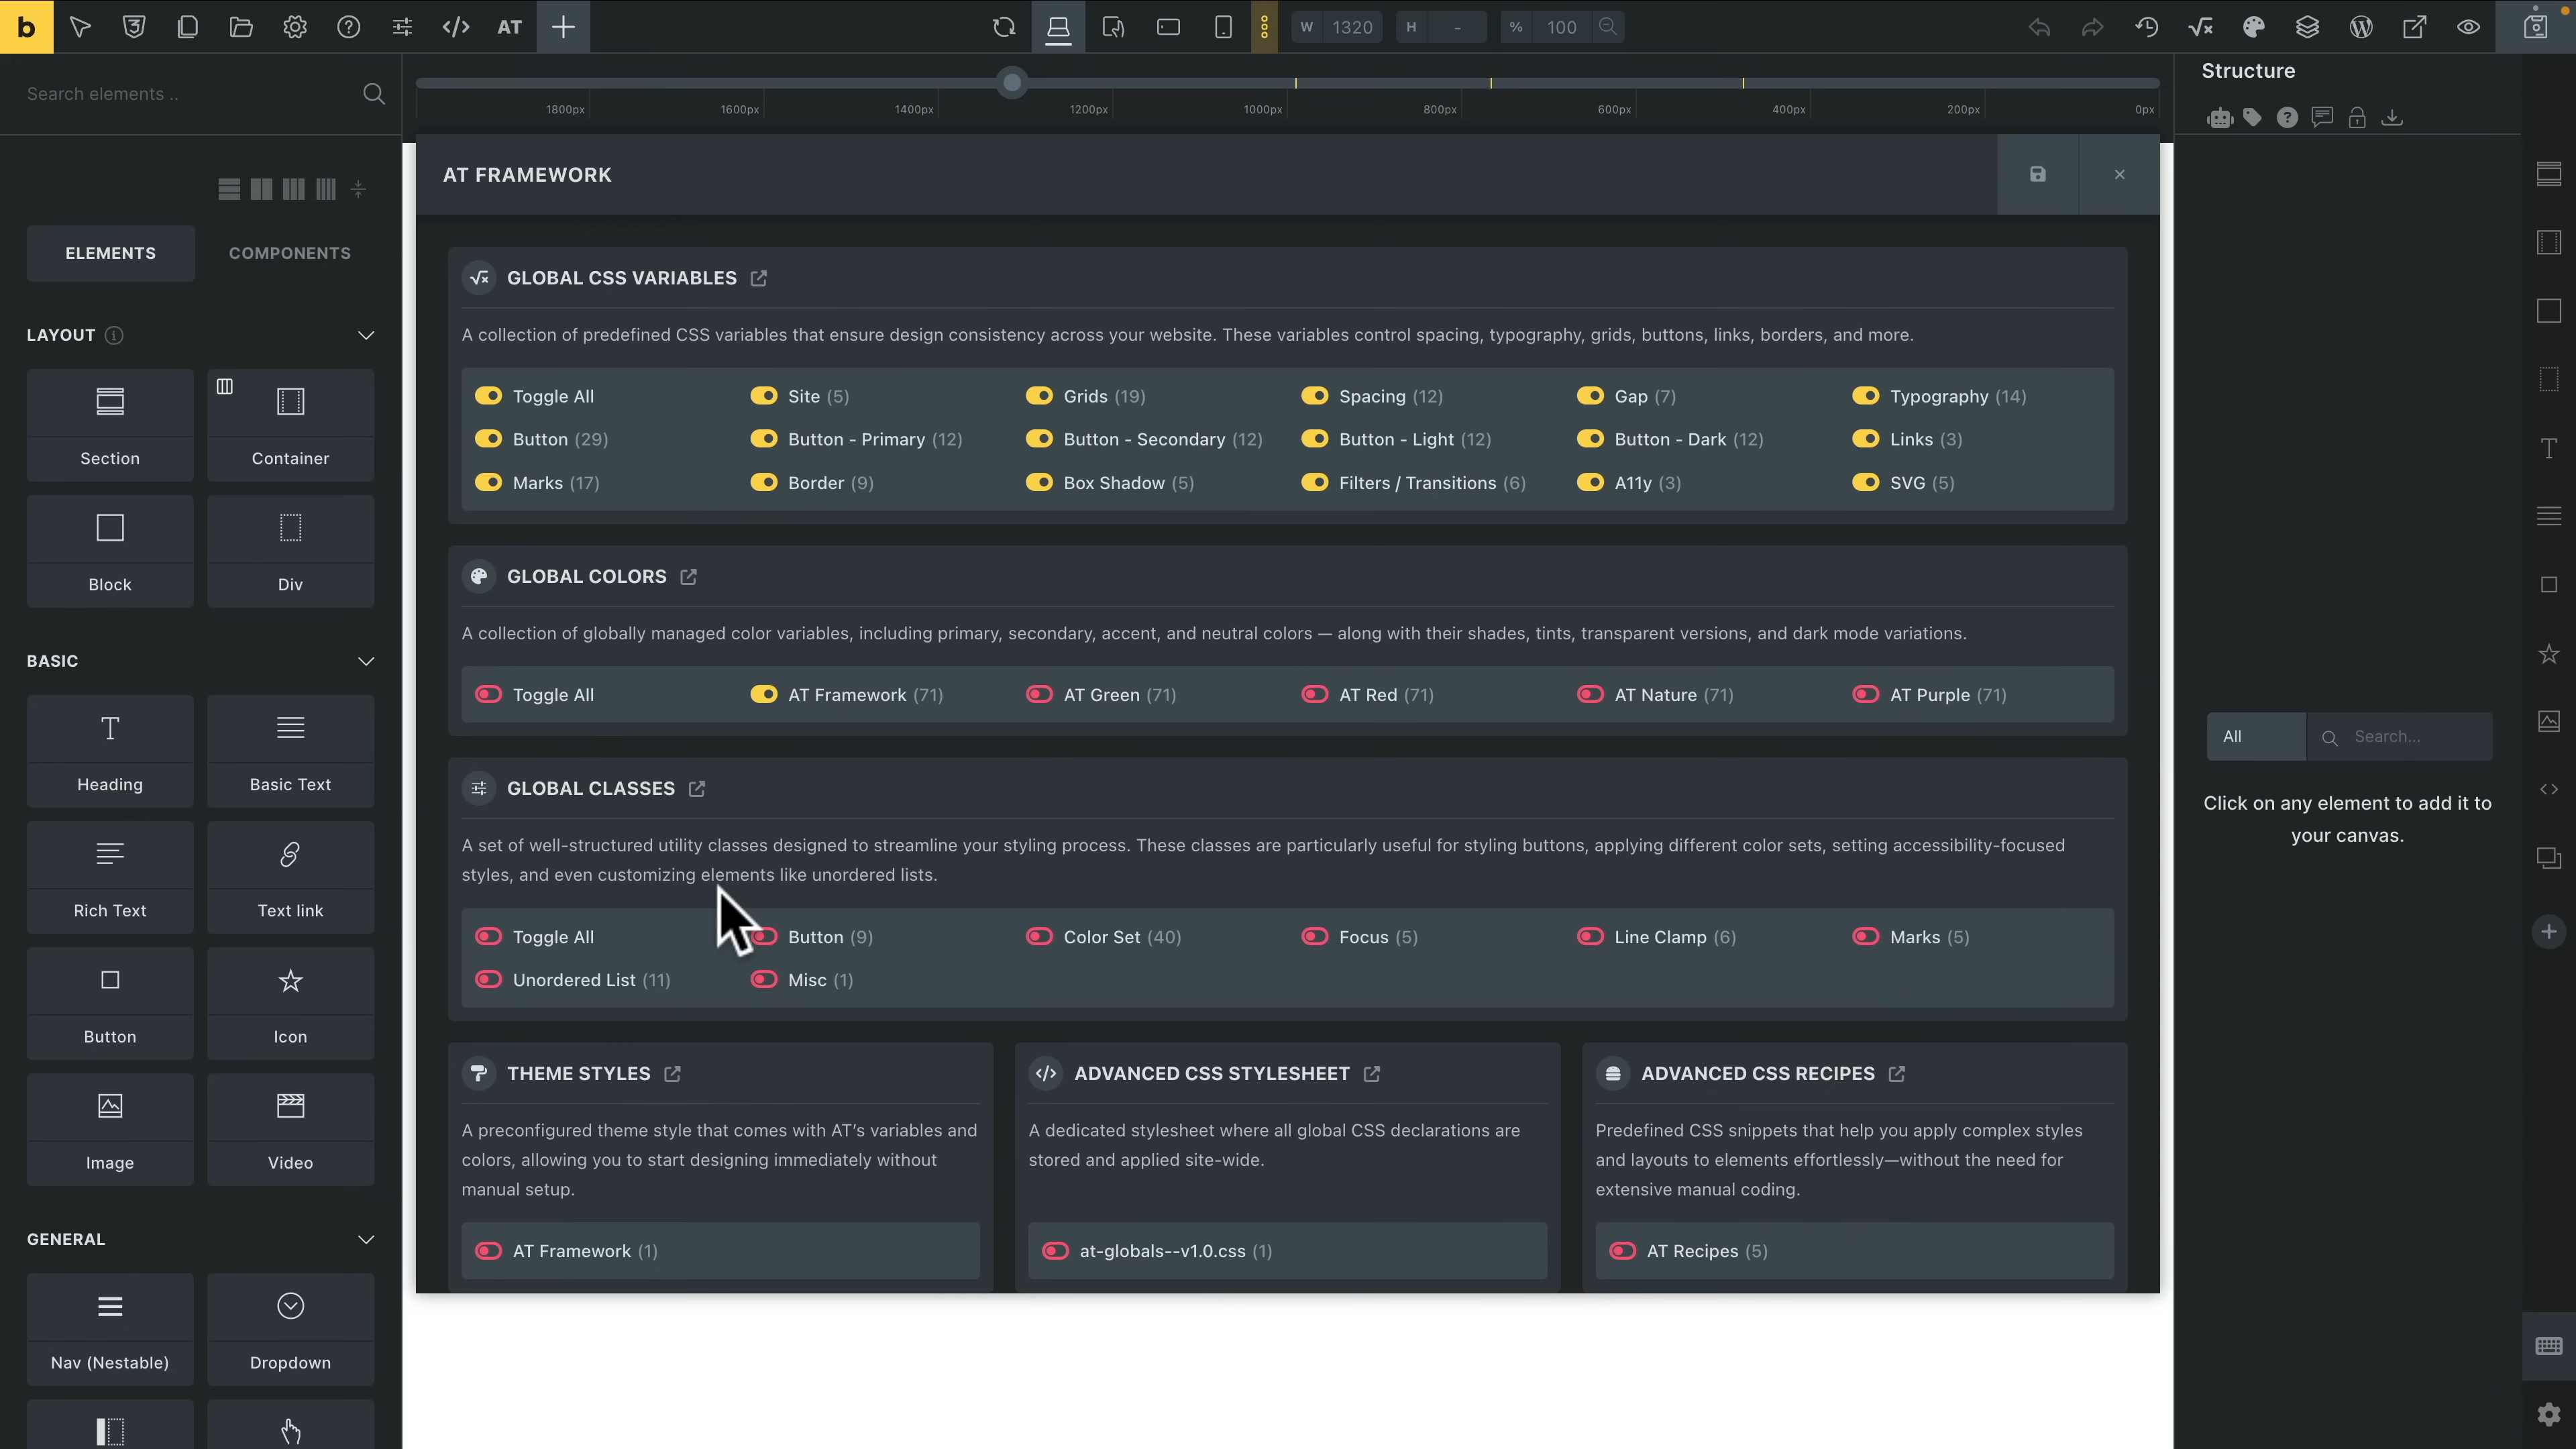 b
AT
W 1320
H -
% 100
Search elements ..
1800px 1600px 1400px 1200px 1000px 800px 600px 400px 200px 0px
Structure
AT FRAMEWORK
ELEMENTS COMPONENTS
LAYOUT
Section Container
Block Div
BASIC
Heading Basic Text
Rich Text Text link
Button Icon
Image Video
GENERAL
Nav (Nestable) Dropdown
GLOBAL CSS VARIABLES
A collection of predefined CSS variables that ensure design consistency across your website. These variables control spacing, typography, grids, buttons, links, borders, and more.
Toggle All Site (5) Grids (19) Spacing (12) Gap (7) Typography (14)
Button (29) Button - Primary (12) Button - Secondary (12) Button - Light (12) Button - Dark (12) Links (3)
Marks (17) Border (9) Box Shadow (5) Filters / Transitions (6) A11y (3) SVG (5)
GLOBAL COLORS
A collection of globally managed color variables, including primary, secondary, accent, and neutral colors — along with their shades, tints, transparent versions, and dark mode variations.
Toggle All AT Framework (71) AT Green (71) AT Red (71) AT Nature (71) AT Purple (71)
GLOBAL CLASSES
A set of well-structured utility classes designed to streamline your styling process. These classes are particularly useful for styling buttons, applying different color sets, setting accessibility-focused
styles, and even customizing elements like unordered lists.
Toggle All Button (9) Color Set (40) Focus (5) Line Clamp (6) Marks (5)
Unordered List (11) Misc (1)
THEME STYLES
A preconfigured theme style that comes with AT's variables and
colors, allowing you to start designing immediately without
manual setup.
AT Framework (1)
ADVANCED CSS STYLESHEET
A dedicated stylesheet where all global CSS declarations are
stored and applied site-wide.
at-globals--v1.0.css (1)
ADVANCED CSS RECIPES
Predefined CSS snippets that help you apply complex styles
and layouts to elements effortlessly—without the need for
extensive manual coding.
AT Recipes (5)
All Search...
Click on any element to add it to
your canvas.